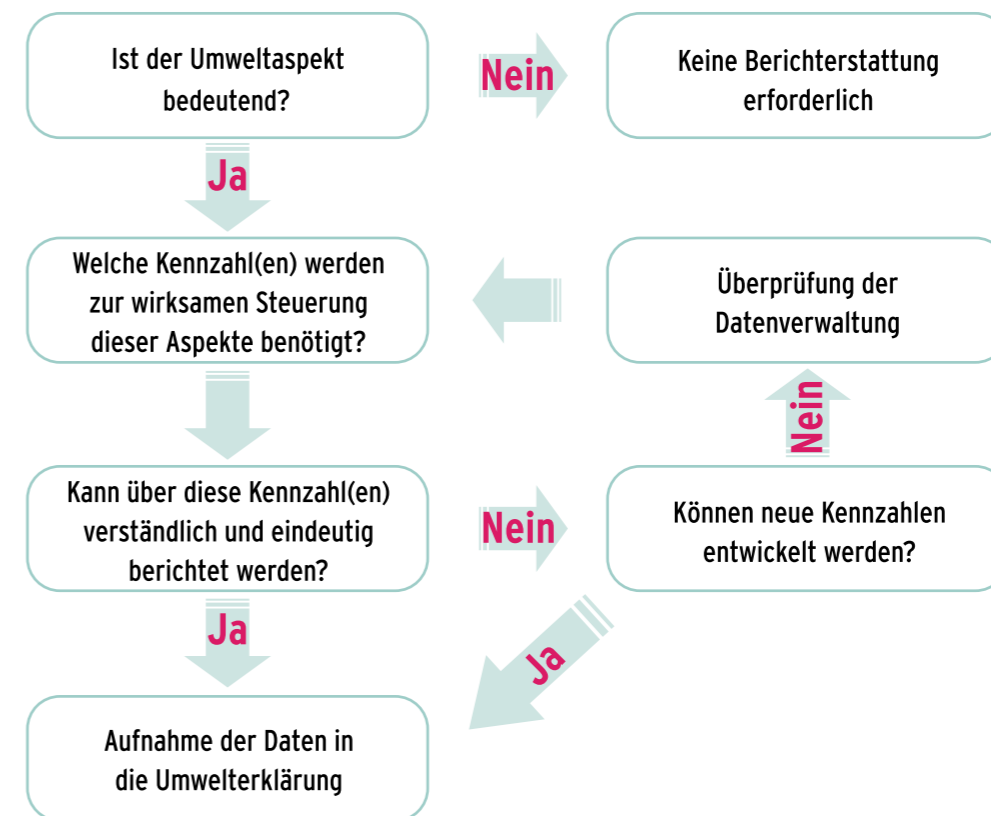 Ist der Umweltaspekt
bedeutend?
Nein
Keine Berichterstattung
erforderlich
Ja
Welche Kennzahl(en) werden
zur wirksamen Steuerung
dieser Aspekte benötigt?
Überprüfung der
Datenverwaltung
Nein
Kann über diese Kennzahl(en)
verständlich und eindeutig
berichtet werden?
Nein
Können neue Kennzahlen
entwickelt werden?
Ja
Ja
Aufnahme der Daten in
die Umwelterklärung